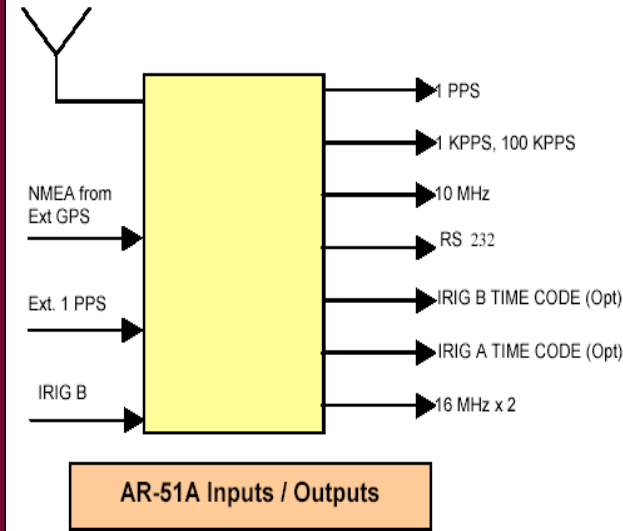 1 PPS
1 KPPS, 100 KPPS
10 MHz
NMEA from
Ext GPS
RS 232
Ext. 1 PPS
IRIG B TIME CODE (Opt)
IRIG A TIME CODE (Opt)
IRIG B
16 MHz x 2
AR-51A Inputs / Outputs